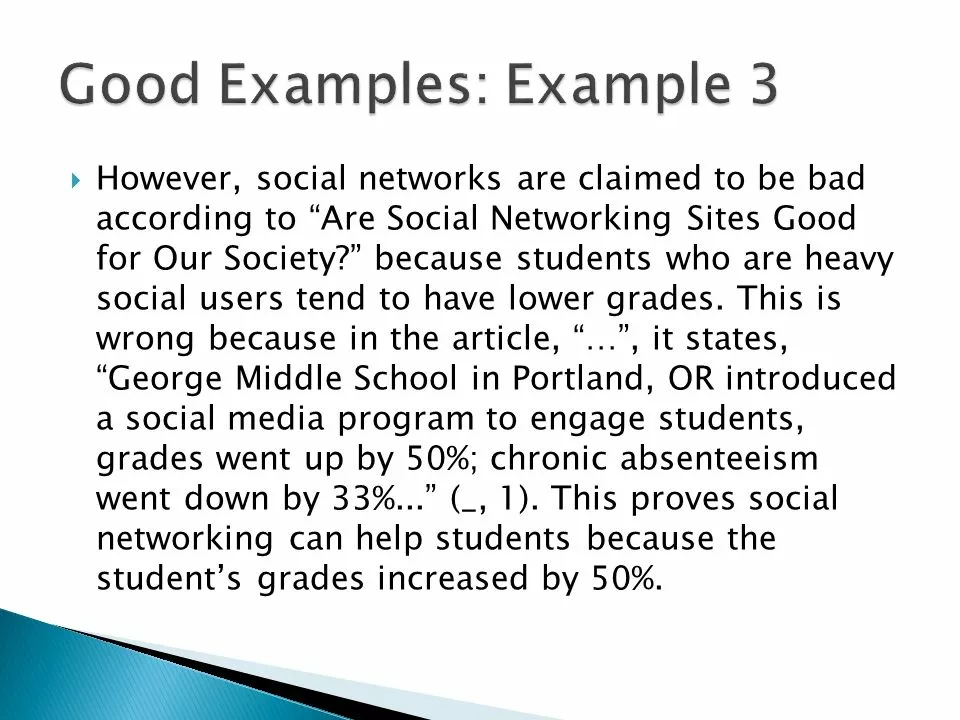 Good Examples: Example 3
However, social networks are claimed to be bad
according to “Are Social Networking Sites Good
for Our Society?” because students who are heavy
social users tend to have lower grades. This is
wrong because in the article, “…”, it states,
“George Middle School in Portland, OR introduced
a social media program to engage students,
grades went up by 50%; chronic absenteeism
went down by 33%...” (_, 1). This proves social
networking can help students because the
student’s grades increased by 50%.